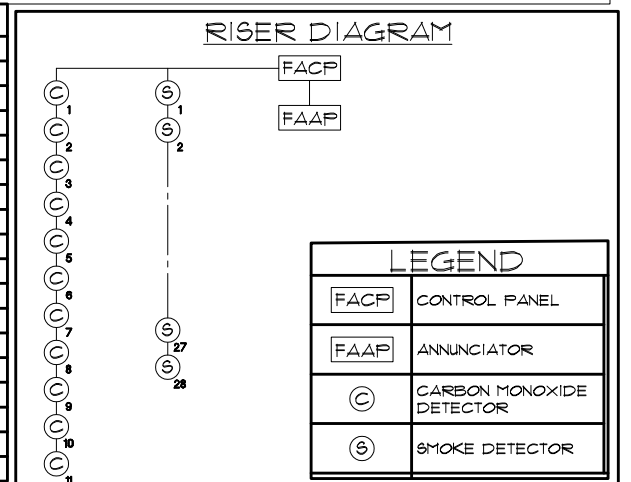 RISER DIAGRAM
FACP
FAAP
C
1
C
2
C
3
C
4
C
5
C
6
C
7
C
8
C
9
C
10
C
11
S
1
S
2
S
27
S
28
LEGEND
FACP CONTROL PANEL
FAAP ANNUNCIATOR
C CARBON MONOXIDE
DETECTOR
S SMOKE DETECTOR